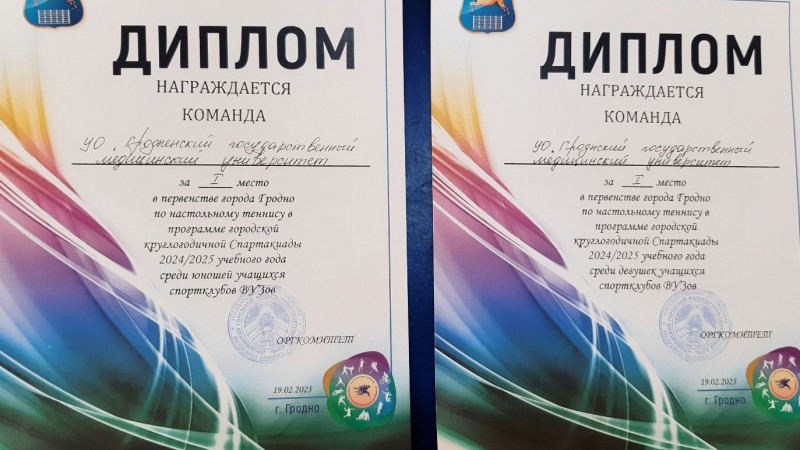 ДИПЛОМ
НАГРАЖДАЕТСЯ
КОМАНДА
УО. Гродненский государственный
медицинский университет
за I место
в первенстве города Гродно
по настольному теннису в
программе городской
круглогодичной Спартакиады
2024/2025 учебного года
среди юношей учащихся
спортклубов ВУЗов
ОРГКОМИТЕТ
19.02.2025
г. Гродно
ДИПЛОМ
НАГРАЖДАЕТСЯ
КОМАНДА
УО. Гроднский государственный
медицинский университет
за I место
в первенстве города Гродно
по настольному теннису в
программе городской
круглогодичной Спартакиады
2024/2025 учебного года
среди девушек учащихся
спортклубов ВУЗов
ОРГКОМИТЕТ
19.02.2025
г. Гродно